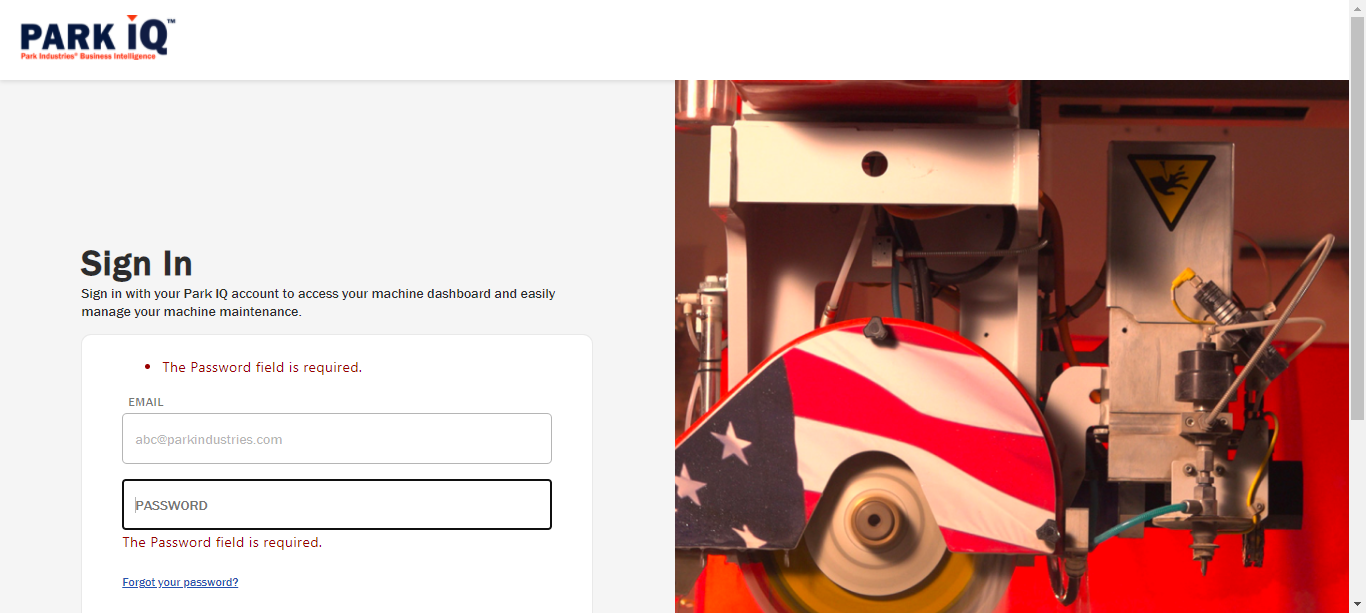 PARK iQ™
Park Industries® Business Intelligence
Sign In
Sign in with your Park IQ account to access your machine dashboard and easily
manage your machine maintenance.
• The Password field is required.
EMAIL
abc@parkindustries.com
PASSWORD
The Password field is required.
Forgot your password?